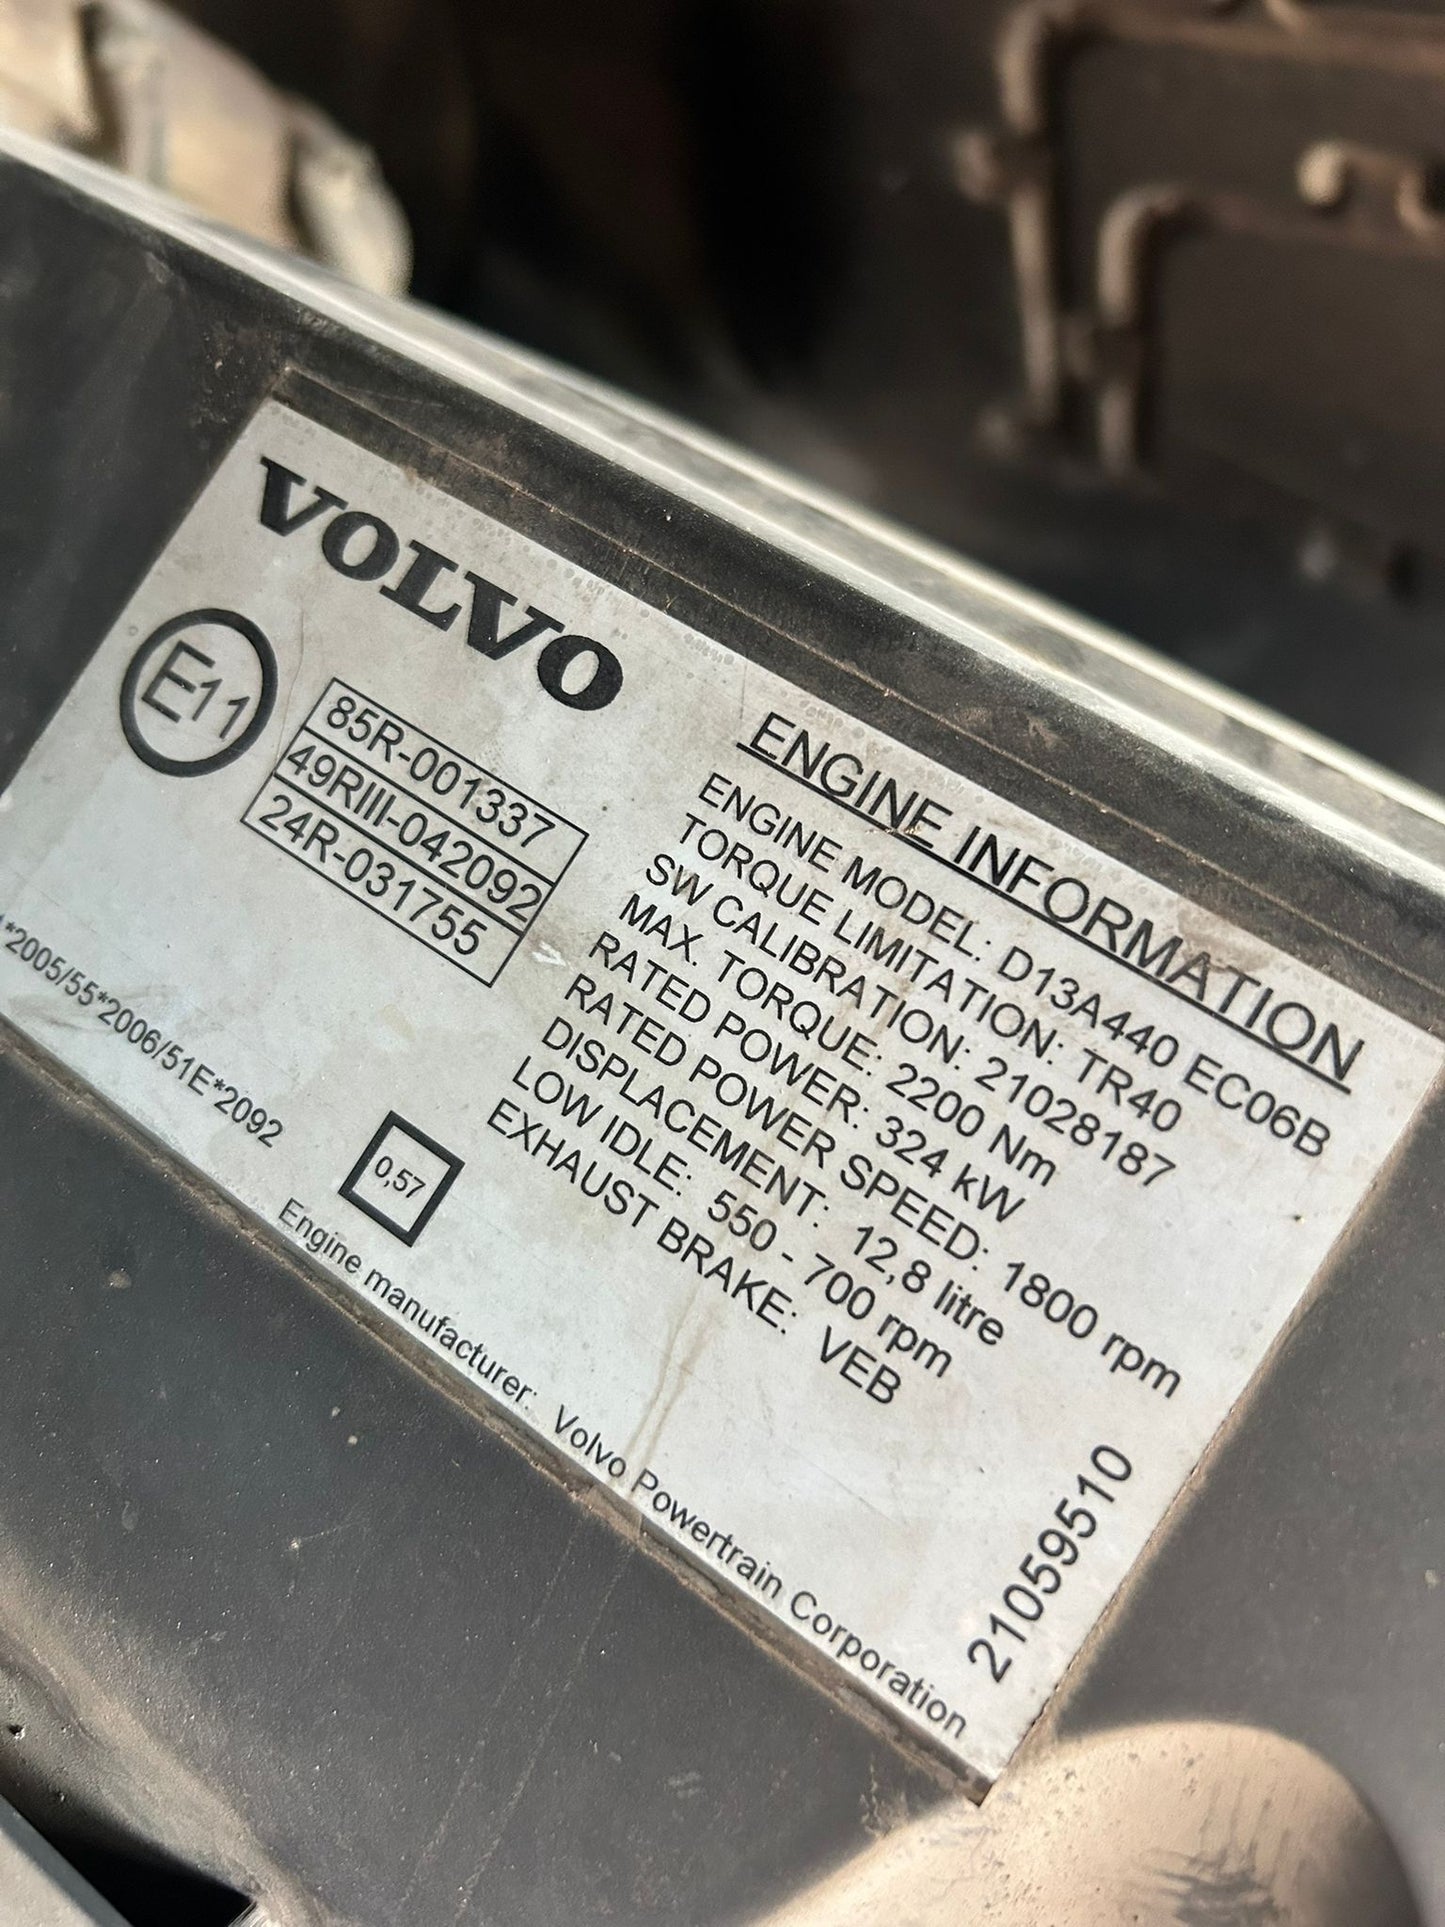 VOLVO
E11
85R-001337
49RIII-042092
24R-031755
*2005/55*2006/51E*2092
0,57
ENGINE INFORMATION
ENGINE MODEL: D13A440 EC06B
TORQUE LIMITATION: TR40
SW CALIBRATION: 21028187
MAX. TORQUE: 2200 Nm
RATED POWER: 324 kW
RATED POWER SPEED: 1800 rpm
DISPLACEMENT: 12,8 litre
LOW IDLE: 550 - 700 rpm
EXHAUST BRAKE: VEB
Engine manufacturer: Volvo Powertrain Corporation
21059510